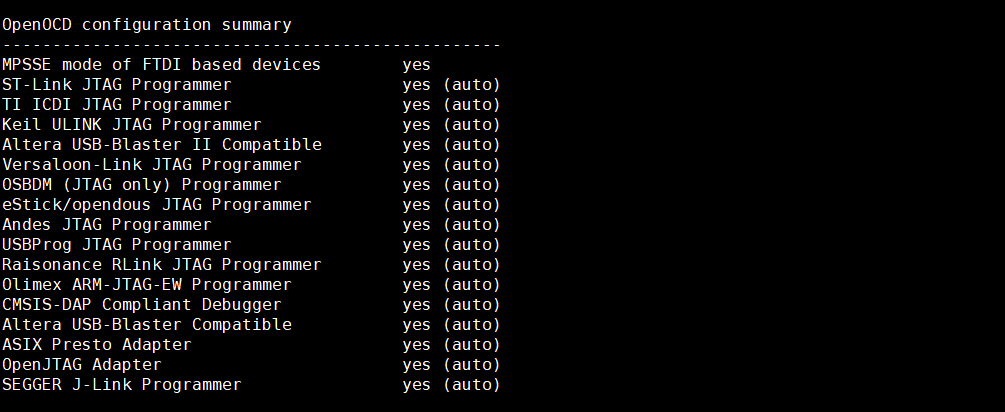 OpenOCD configuration summary
--------------------------------------------------
MPSSE mode of FTDI based devices        yes
ST-Link JTAG Programmer                 yes (auto)
TI ICDI JTAG Programmer                 yes (auto)
Keil ULINK JTAG Programmer              yes (auto)
Altera USB-Blaster II Compatible        yes (auto)
Versaloon-Link JTAG Programmer          yes (auto)
OSBDM (JTAG only) Programmer            yes (auto)
eStick/opendous JTAG Programmer         yes (auto)
Andes JTAG Programmer                   yes (auto)
USBProg JTAG Programmer                 yes (auto)
Raisonance RLink JTAG Programmer        yes (auto)
Olimex ARM-JTAG-EW Programmer           yes (auto)
CMSIS-DAP Compliant Debugger            yes (auto)
Altera USB-Blaster Compatible           yes (auto)
ASIX Presto Adapter                     yes (auto)
OpenJTAG Adapter                        yes (auto)
SEGGER J-Link Programmer                yes (auto)